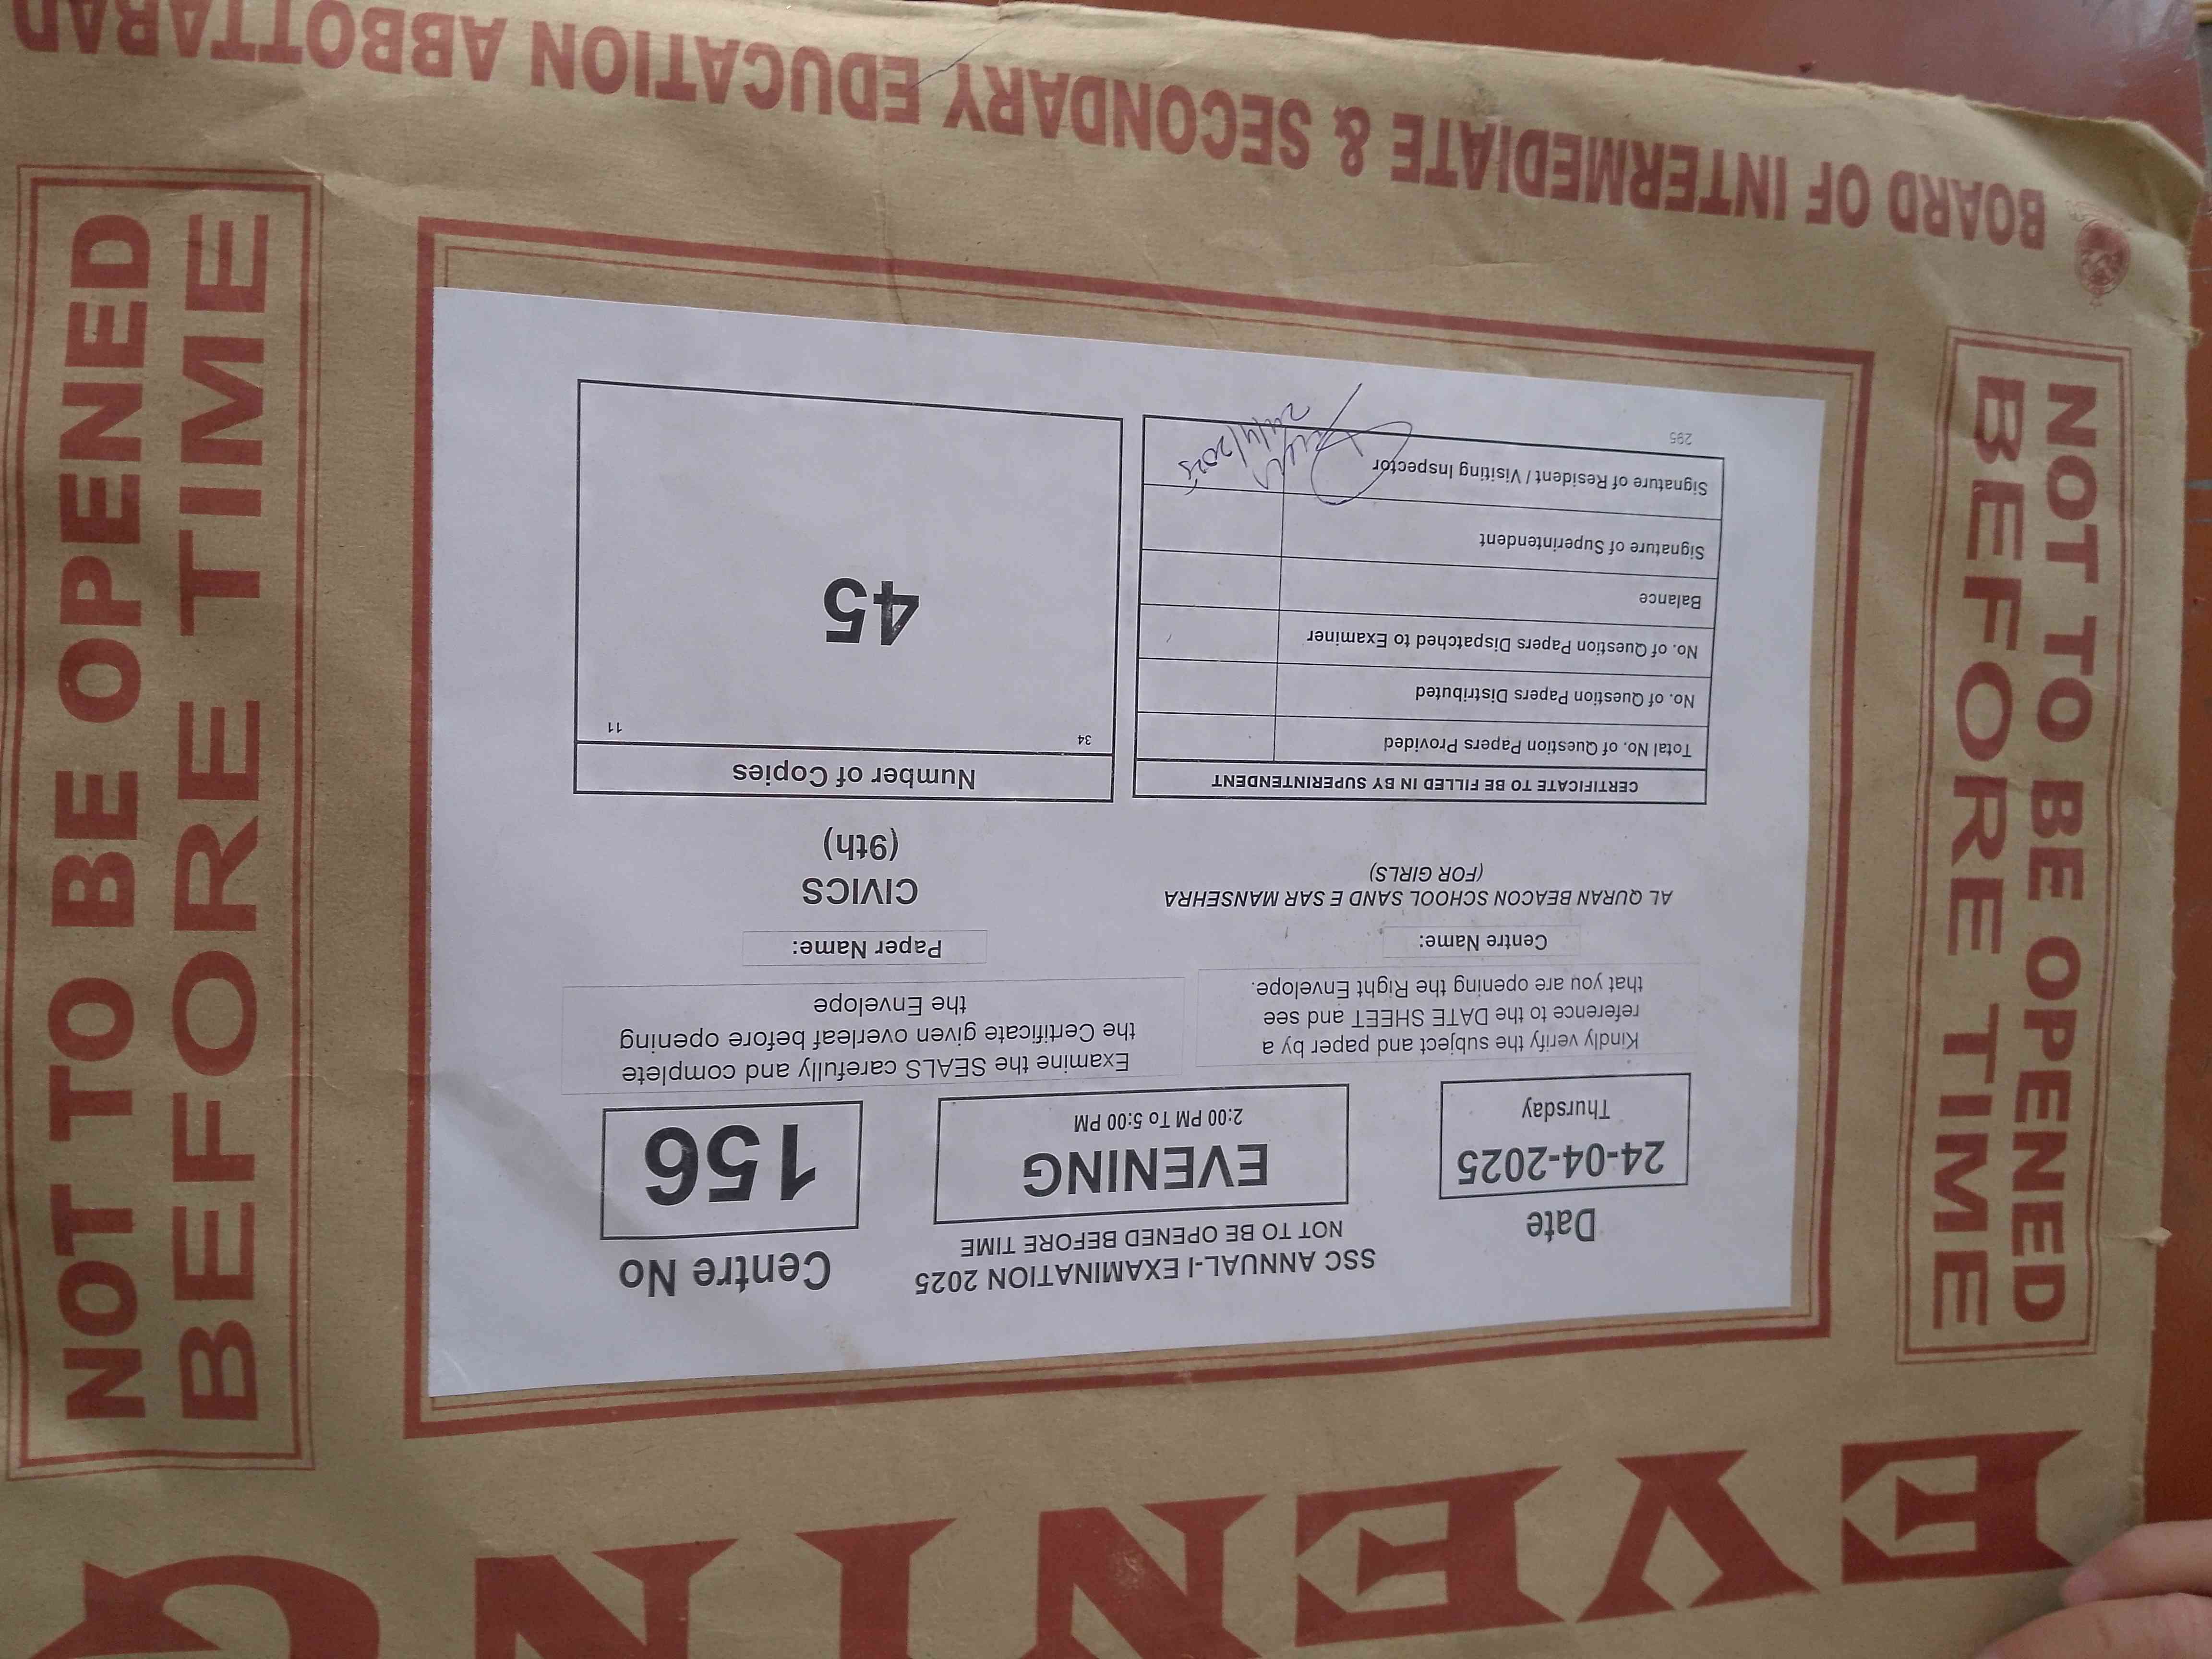 EVENING
NOT TO BE OPENED
BEFORE TIME
SSC ANNUAL-I EXAMINATION 2025
NOT TO BE OPENED BEFORE TIME
Date
24-04-2025
Thursday
EVENING
2:00 PM To 5:00 PM
Centre No
156
Kindly verify the subject and paper by a
reference to the DATE SHEET and see
that you are opening the Right Envelope.
Examine the SEALS carefully and complete
the Certificate given overleaf before opening
the Envelope
Centre Name:
AL QURAN BEACON SCHOOL SAND E SAR MANSEHRA
(FOR GIRLS)
Paper Name:
CIVICS
(9th)
CERTIFICATE TO BE FILLED IN BY SUPERINTENDENT
Total No. of Question Papers Provided
No. of Question Papers Distributed
No. of Question Papers Dispatched to Examiner
Balance
Signature of Superintendent
Signature of Resident / Visiting Inspector
24/4/2025
295
Number of Copies
34 11
45
NOT TO BE OPENED
BEFORE TIME
BOARD OF INTERMEDIATE & SECONDARY EDUCATION ABBOTTABAD